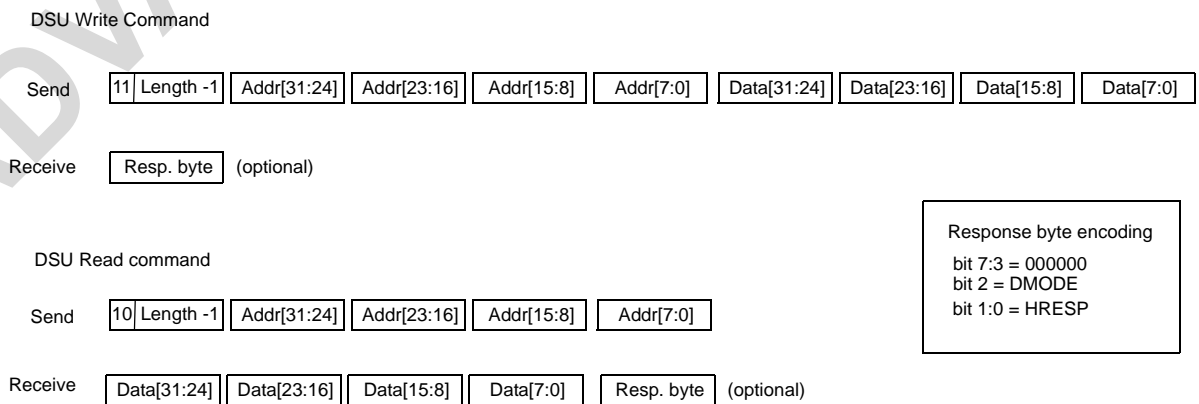 DSU Write Command
Send 11 Length -1 Addr[31:24] Addr[23:16] Addr[15:8] Addr[7:0] Data[31:24] Data[23:16] Data[15:8] Data[7:0]
Receive Resp. byte (optional)
Response byte encoding
bit 7:3 = 000000
bit 2 = DMODE
bit 1:0 = HRESP
DSU Read command
Send 10 Length -1 Addr[31:24] Addr[23:16] Addr[15:8] Addr[7:0]
Receive Data[31:24] Data[23:16] Data[15:8] Data[7:0] Resp. byte (optional)